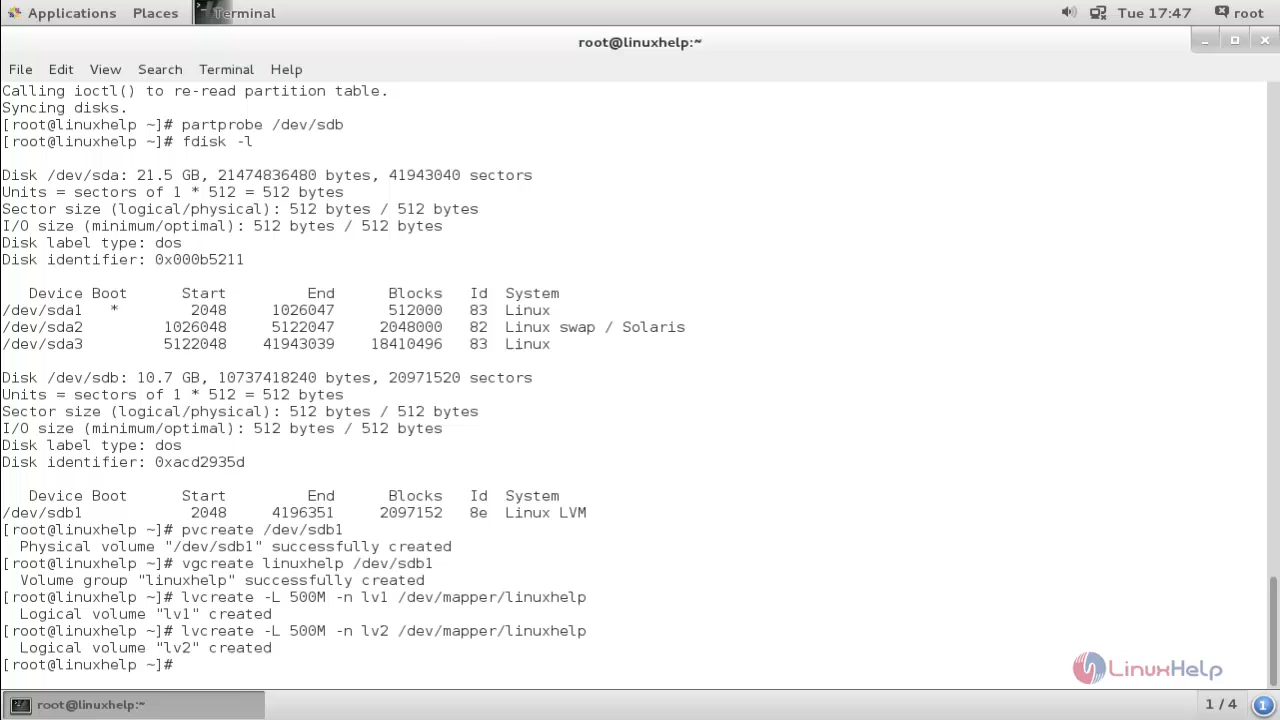 Applications Places Terminal Tue 17:47 root
root@linuxhelp:~
File Edit View Search Terminal Help
Calling ioctl() to re-read partition table.
Syncing disks.
[root@linuxhelp ~]# partprobe /dev/sdb
[root@linuxhelp ~]# fdisk -l
Disk /dev/sda: 21.5 GB, 21474836480 bytes, 41943040 sectors
Units = sectors of 1 * 512 = 512 bytes
Sector size (logical/physical): 512 bytes / 512 bytes
I/O size (minimum/optimal): 512 bytes / 512 bytes
Disk label type: dos
Disk identifier: 0x000b5211
Device Boot Start End Blocks Id System
/dev/sda1 * 2048 1026047 512000 83 Linux
/dev/sda2 1026048 5122047 2048000 82 Linux swap / Solaris
/dev/sda3 5122048 41943039 18410496 83 Linux
Disk /dev/sdb: 10.7 GB, 10737418240 bytes, 20971520 sectors
Units = sectors of 1 * 512 = 512 bytes
Sector size (logical/physical): 512 bytes / 512 bytes
I/O size (minimum/optimal): 512 bytes / 512 bytes
Disk label type: dos
Disk identifier: 0xacd2935d
Device Boot Start End Blocks Id System
/dev/sdb1 2048 4196351 2097152 8e Linux LVM
[root@linuxhelp ~]# pvcreate /dev/sdb1
Physical volume "/dev/sdb1" successfully created
[root@linuxhelp ~]# vgcreate linuxhelp /dev/sdb1
Volume group "linuxhelp" successfully created
[root@linuxhelp ~]# lvcreate -L 500M -n lv1 /dev/mapper/linuxhelp
Logical volume "lv1" created
[root@linuxhelp ~]# lvcreate -L 500M -n lv2 /dev/mapper/linuxhelp
Logical volume "lv2" created
[root@linuxhelp ~]#
LinuxHelp
root@linuxhelp:~ 1 / 4 1